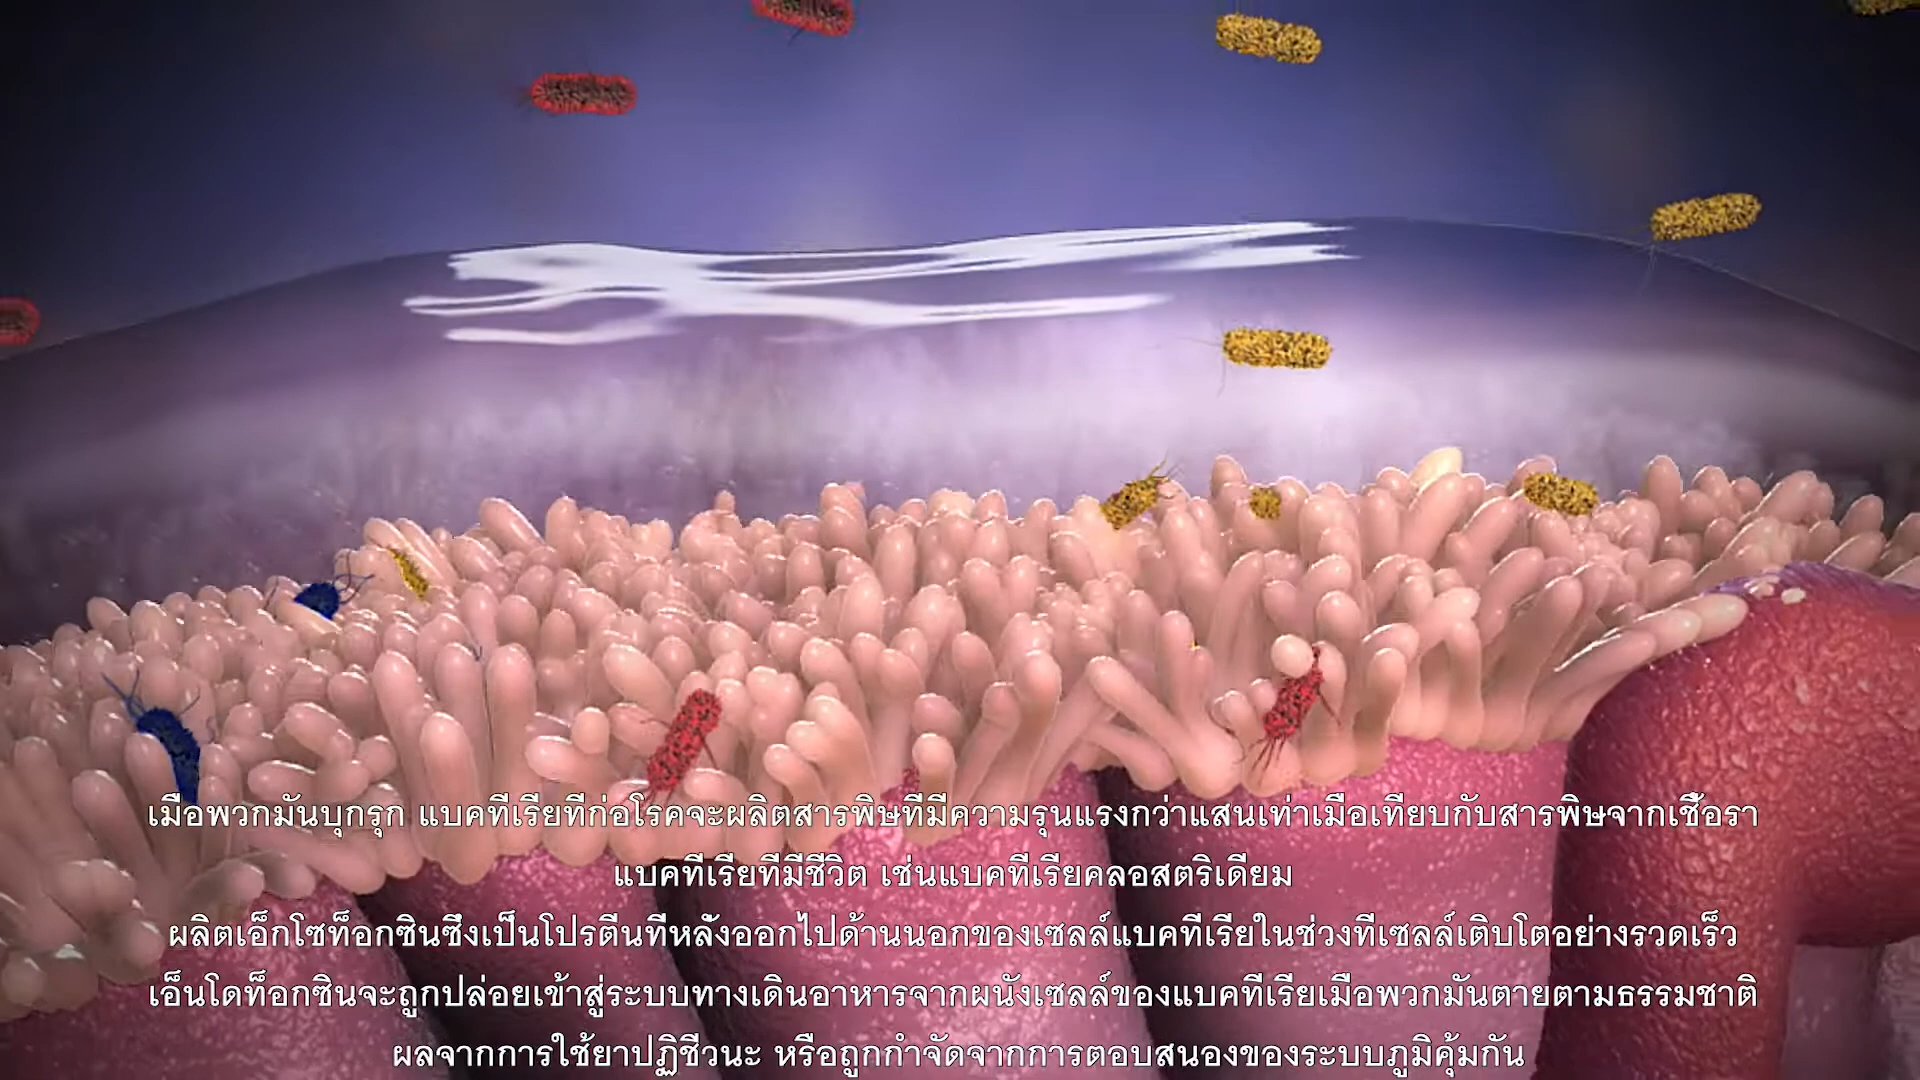 เมื่อพวกมันบุกรุก แบคทีเรียที่ก่อโรคจะผลิตสารพิษที่มีความรุนแรงกว่าแสนเท่าเมื่อเทียบกับสารพิษจากเชื้อรา
แบคทีเรียที่มีชีวิต เช่นแบคทีเรียคลอสตริเดียม
ผลิตเอ็กโซท็อกซินซึ่งเป็นโปรตีนที่หลั่งออกไปด้านนอกของเซลล์แบคทีเรียในช่วงที่เซลล์เติบโตอย่างรวดเร็ว
เอ็นโดท็อกซินจะถูกปล่อยเข้าสู่ระบบทางเดินอาหารจากผนังเซลล์ของแบคทีเรียเมื่อพวกมันตายตามธรรมชาติ
ผลจากการใช้ยาปฏิชีวนะ หรือถูกกำจัดจากการตอบสนองของระบบภูมิคุ้มกัน